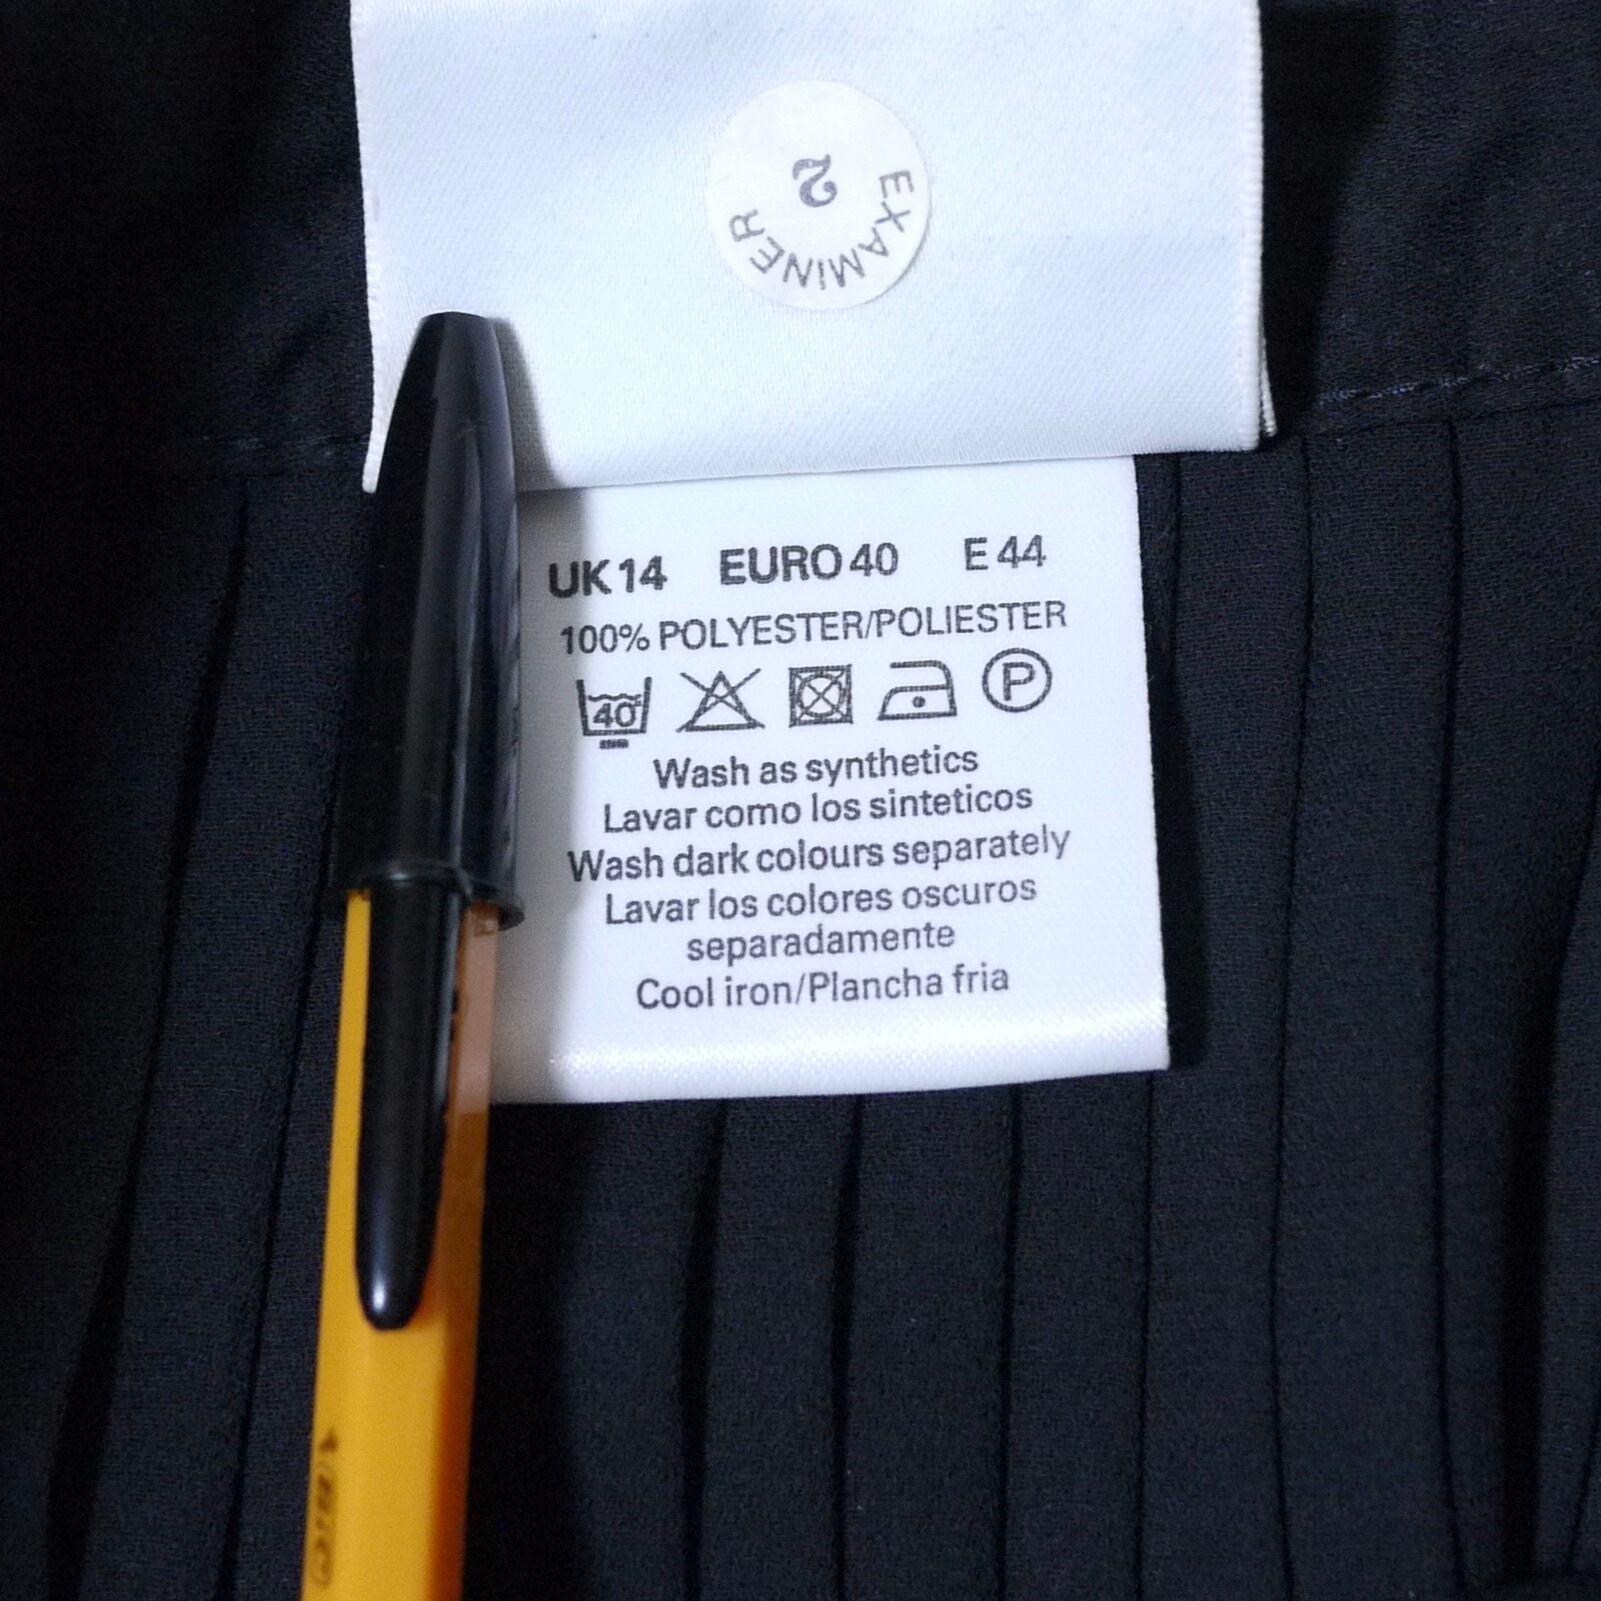 2
EXAMINER
UK 14 EURO 40 E 44
100% POLYESTER/POLIESTER
40°
P
Wash as synthetics
Lavar como los sinteticos
Wash dark colours separately
Lavar los colores oscuros
separadamente
Cool iron/Plancha fria
BIC